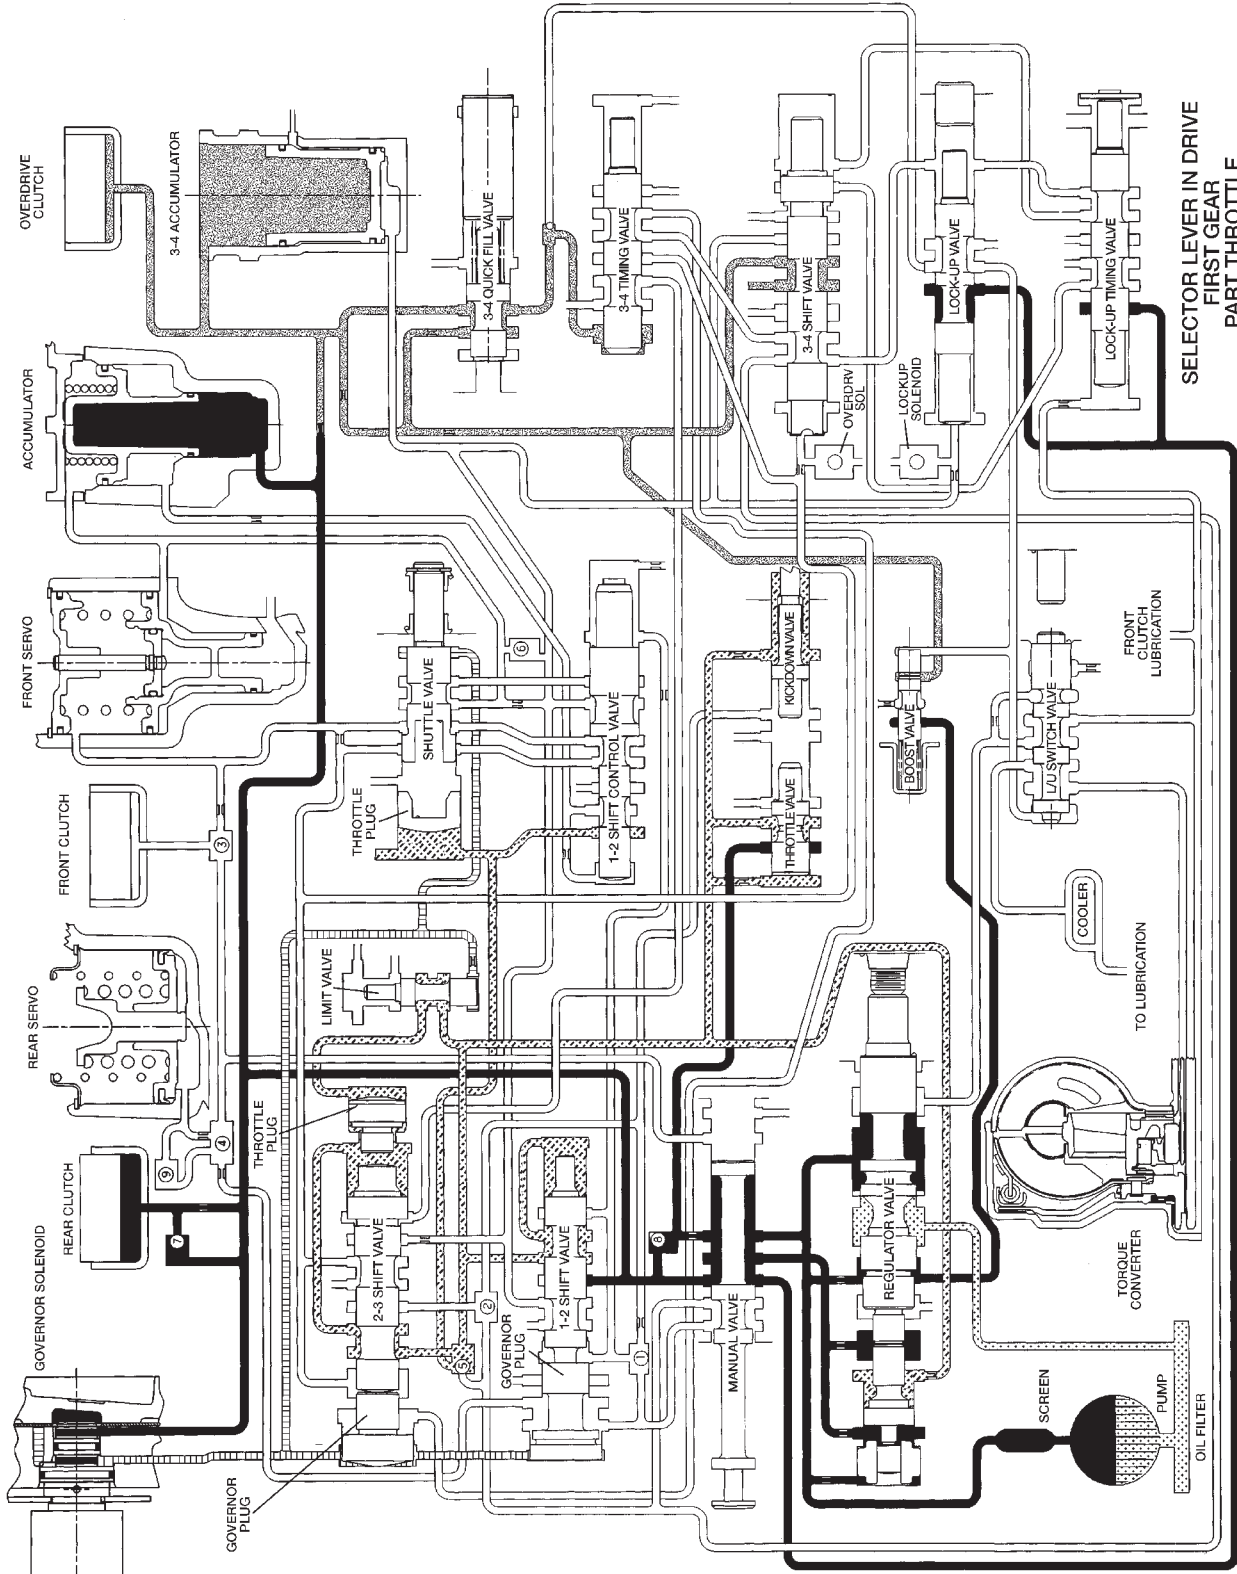 OVERDRIVE
CLUTCH
3-4 ACCUMULATOR
3-4 QUICK FILL VALVE
3-4 TIMING VALVE
3-4 SHIFT VALVE
LOCK-UP VALVE
LOCK-UP TIMING VALVE
SELECTOR LEVER IN DRIVE
FIRST GEAR
PART THROTTLE
ACCUMULATOR
OVERDRV
SOL
LOCKUP
SOLENOID
FRONT SERVO
SHUTTLE VALVE
6
1-2 SHIFT CONTROL VALVE
KICKDOWN VALVE
BOOST VALVE
L/U SWITCH VALVE
FRONT
CLUTCH
LUBRICATION
FRONT CLUTCH
3
THROTTLE
PLUG
THROTTLE VALVE
COOLER
TO LUBRICATION
REAR SERVO
LIMIT VALVE
REAR CLUTCH
9
4
7
THROTTLE
PLUG
2-3 SHIFT VALVE
1-2 SHIFT VALVE
8
REGULATOR VALVE
TORQUE
CONVERTER
GOVERNOR SOLENOID
2
5
GOVERNOR
PLUG
1
MANUAL VALVE
SCREEN
PUMP
OIL FILTER
GOVERNOR
PLUG